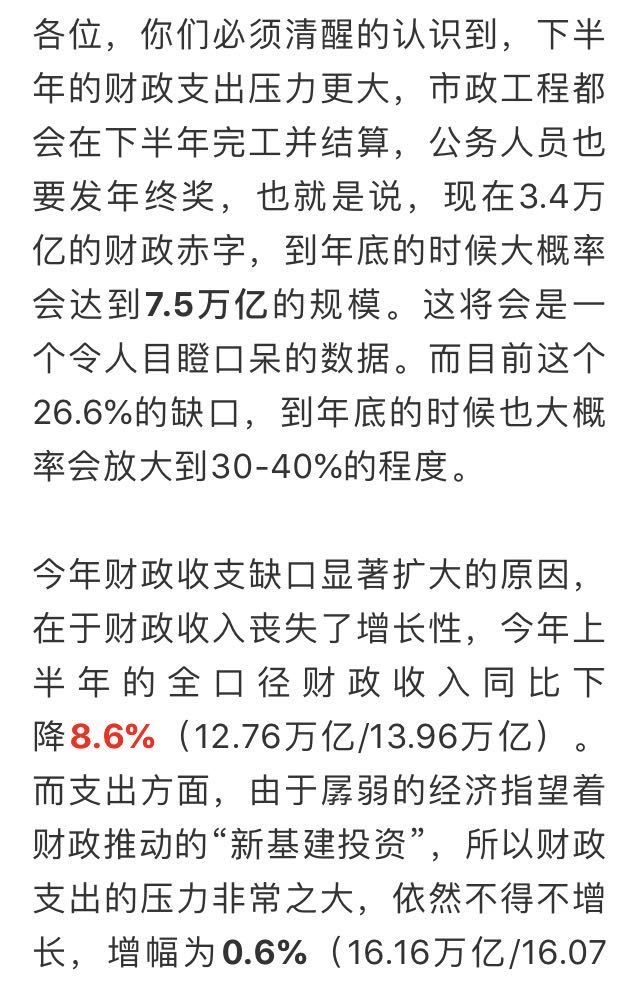 各位，你们必须清醒的认识到，下半
年的财政支出压力更大，市政工程都
会在下半年完工并结算，公务人员也
要发年终奖，也就是说，现在3.4万
亿的财政赤字，到年底的时候大概率
会达到7.5万亿的规模。这将会是一
个令人目瞪口呆的数据。而目前这个
26.6%的缺口，到年底的时候也大概
率会放大到30-40%的程度。
今年财政收支缺口显著扩大的原因，
在于财政收入丧失了增长性，今年上
半年的全口径财政收入同比下
降8.6%（12.76万亿/13.96万亿）。
而支出方面，由于孱弱的经济指望着
财政推动的“新基建投资”，所以财政
支出的压力非常之大，依然不得不增
长，增幅为0.6%（16.16万亿/16.07